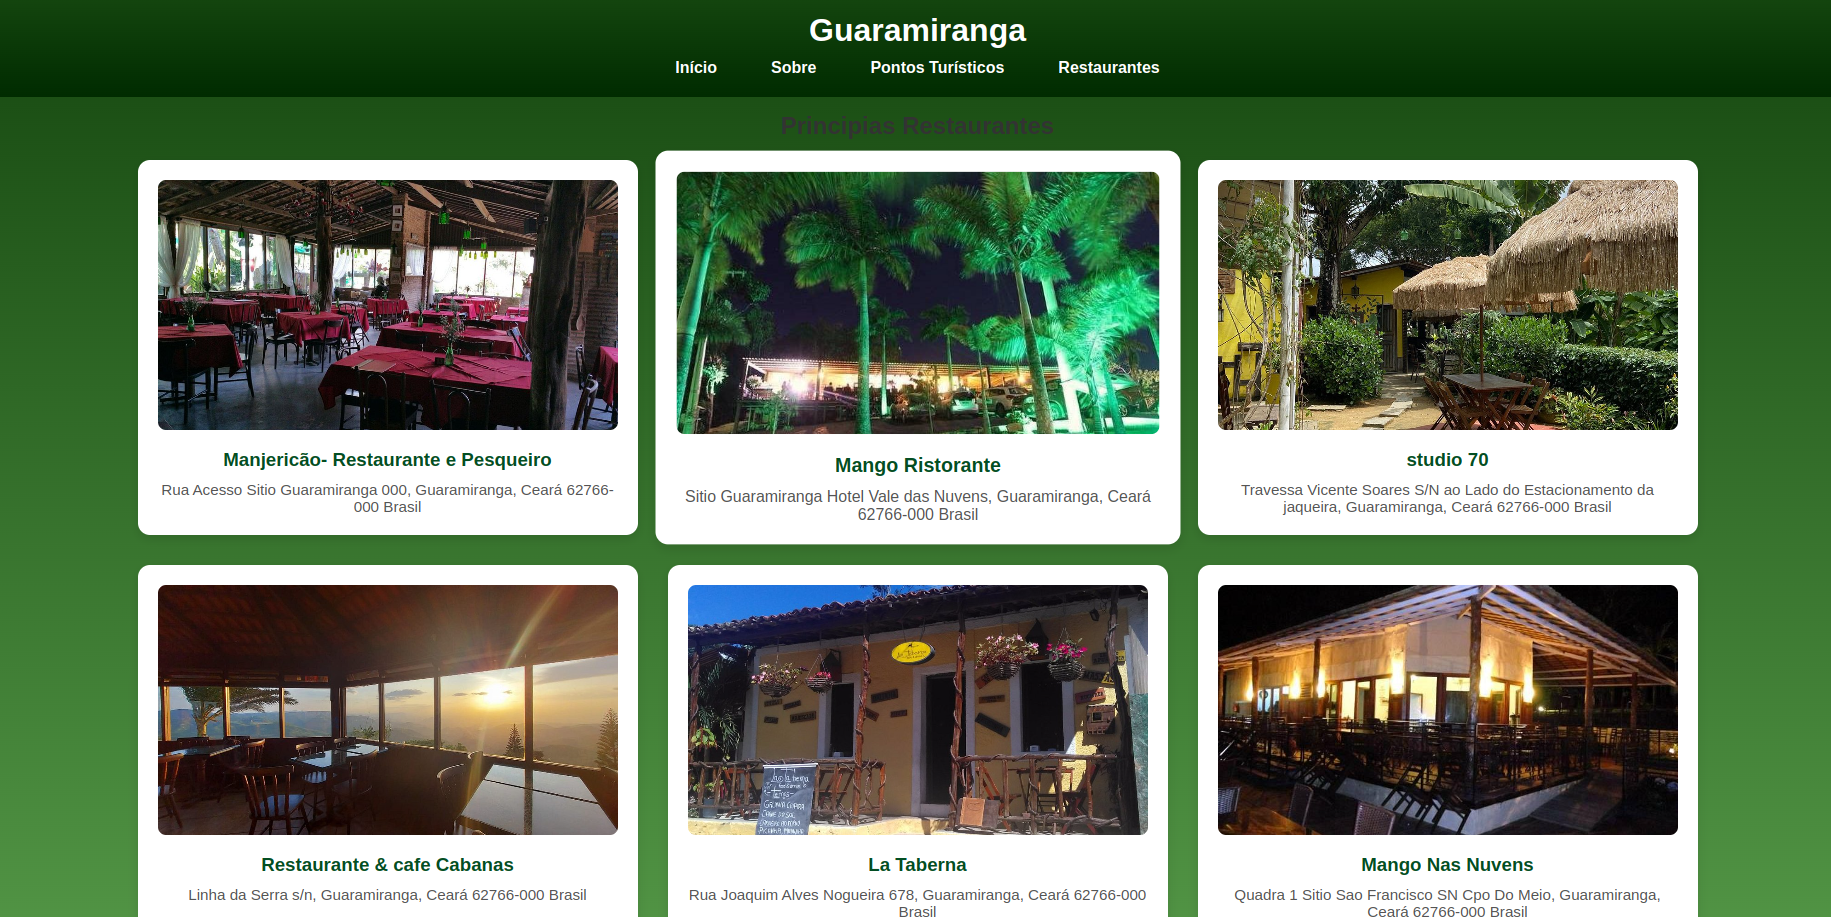 Guaramiranga
Início Sobre Pontos Turísticos Restaurantes
Principias Restaurantes
Manjericão- Restaurante e Pesqueiro
Rua Acesso Sitio Guaramiranga 000, Guaramiranga, Ceará 62766-
000 Brasil
Mango Ristorante
Sitio Guaramiranga Hotel Vale das Nuvens, Guaramiranga, Ceará
62766-000 Brasil
studio 70
Travessa Vicente Soares S/N ao Lado do Estacionamento da
jaqueira, Guaramiranga, Ceará 62766-000 Brasil
Restaurante & cafe Cabanas
Linha da Serra s/n, Guaramiranga, Ceará 62766-000 Brasil
La Taberna
Rua Joaquim Alves Nogueira 678, Guaramiranga, Ceará 62766-000
Brasil
Mango Nas Nuvens
Quadra 1 Sitio Sao Francisco SN Cpo Do Meio, Guaramiranga,
Ceará 62766-000 Brasil